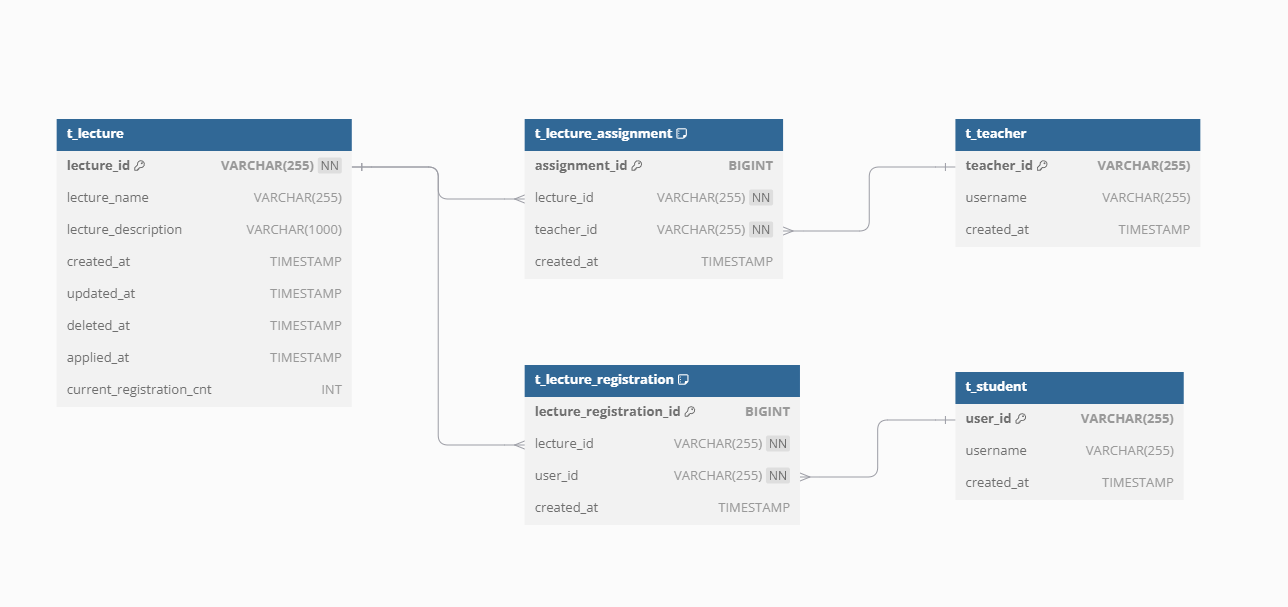 t_lecture
lecture_id VARCHAR(255) NN
lecture_name VARCHAR(255)
lecture_description VARCHAR(1000)
created_at TIMESTAMP
updated_at TIMESTAMP
deleted_at TIMESTAMP
applied_at TIMESTAMP
current_registration_cnt INT
t_lecture_assignment
assignment_id BIGINT
lecture_id VARCHAR(255) NN
teacher_id VARCHAR(255) NN
created_at TIMESTAMP
t_teacher
teacher_id VARCHAR(255)
username VARCHAR(255)
created_at TIMESTAMP
t_lecture_registration
lecture_registration_id BIGINT
lecture_id VARCHAR(255) NN
user_id VARCHAR(255) NN
created_at TIMESTAMP
t_student
user_id VARCHAR(255)
username VARCHAR(255)
created_at TIMESTAMP